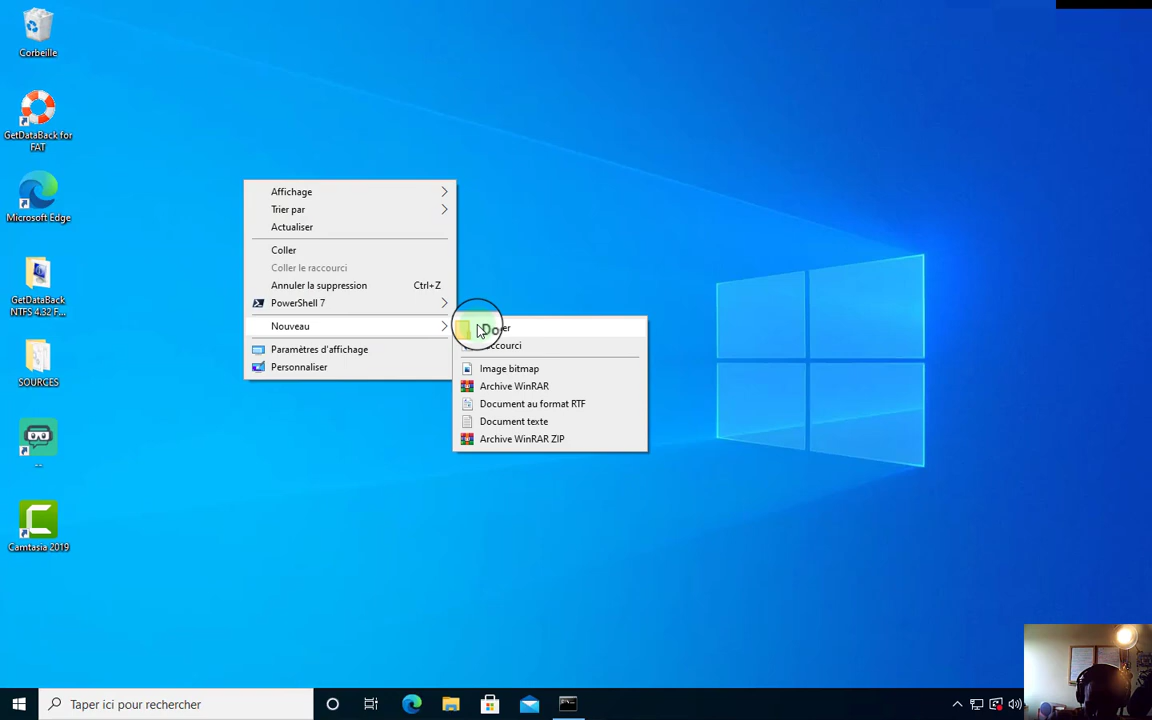 Corbeille
GetDataBack for
FAT
Microsoft Edge
GetDataBack
NTFS 4.32 F...
SOURCES
--
Camtasia 2019
Affichage
Trier par
Actualiser
Coller
Coller le raccourci
Annuler la suppression Ctrl+Z
PowerShell 7
Nouveau
Paramètres d'affichage
Personnaliser
Image bitmap
Archive WinRAR
Document au format RTF
Document texte
Archive WinRAR ZIP
Taper ici pour rechercher